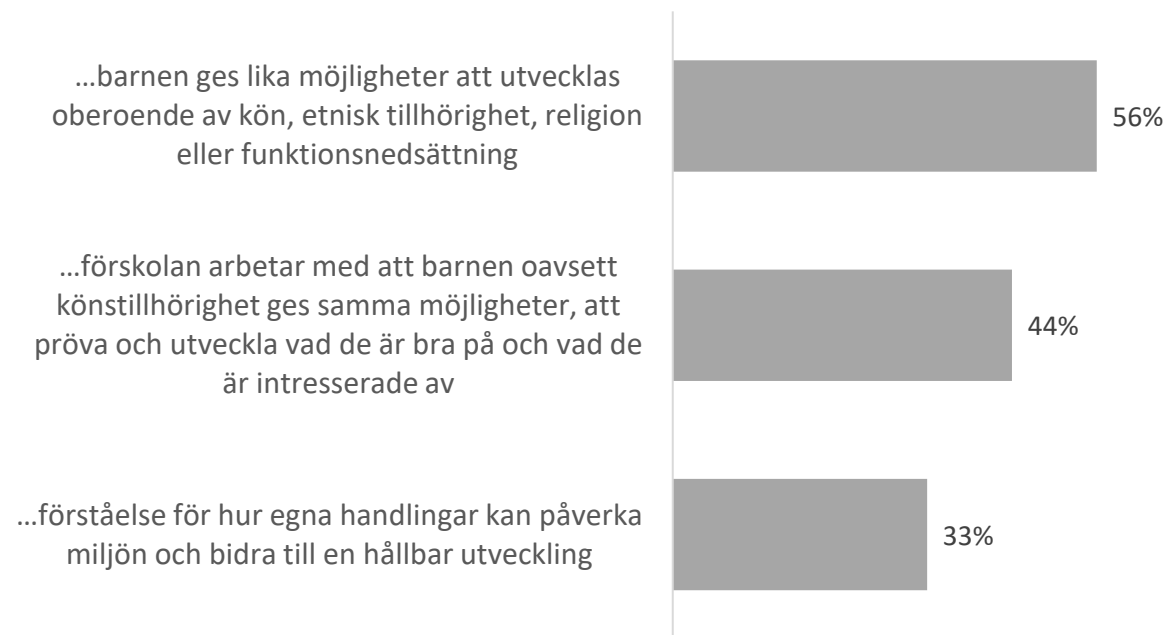 …barnen ges lika möjligheter att utvecklas
oberoende av kön, etnisk tillhörighet, religion
eller funktionsnedsättning
56%
…förskolan arbetar med att barnen oavsett
könstillhörighet ges samma möjligheter, att
pröva och utveckla vad de är bra på och vad de
är intresserade av
44%
…förståelse för hur egna handlingar kan påverka
miljön och bidra till en hållbar utveckling
33%